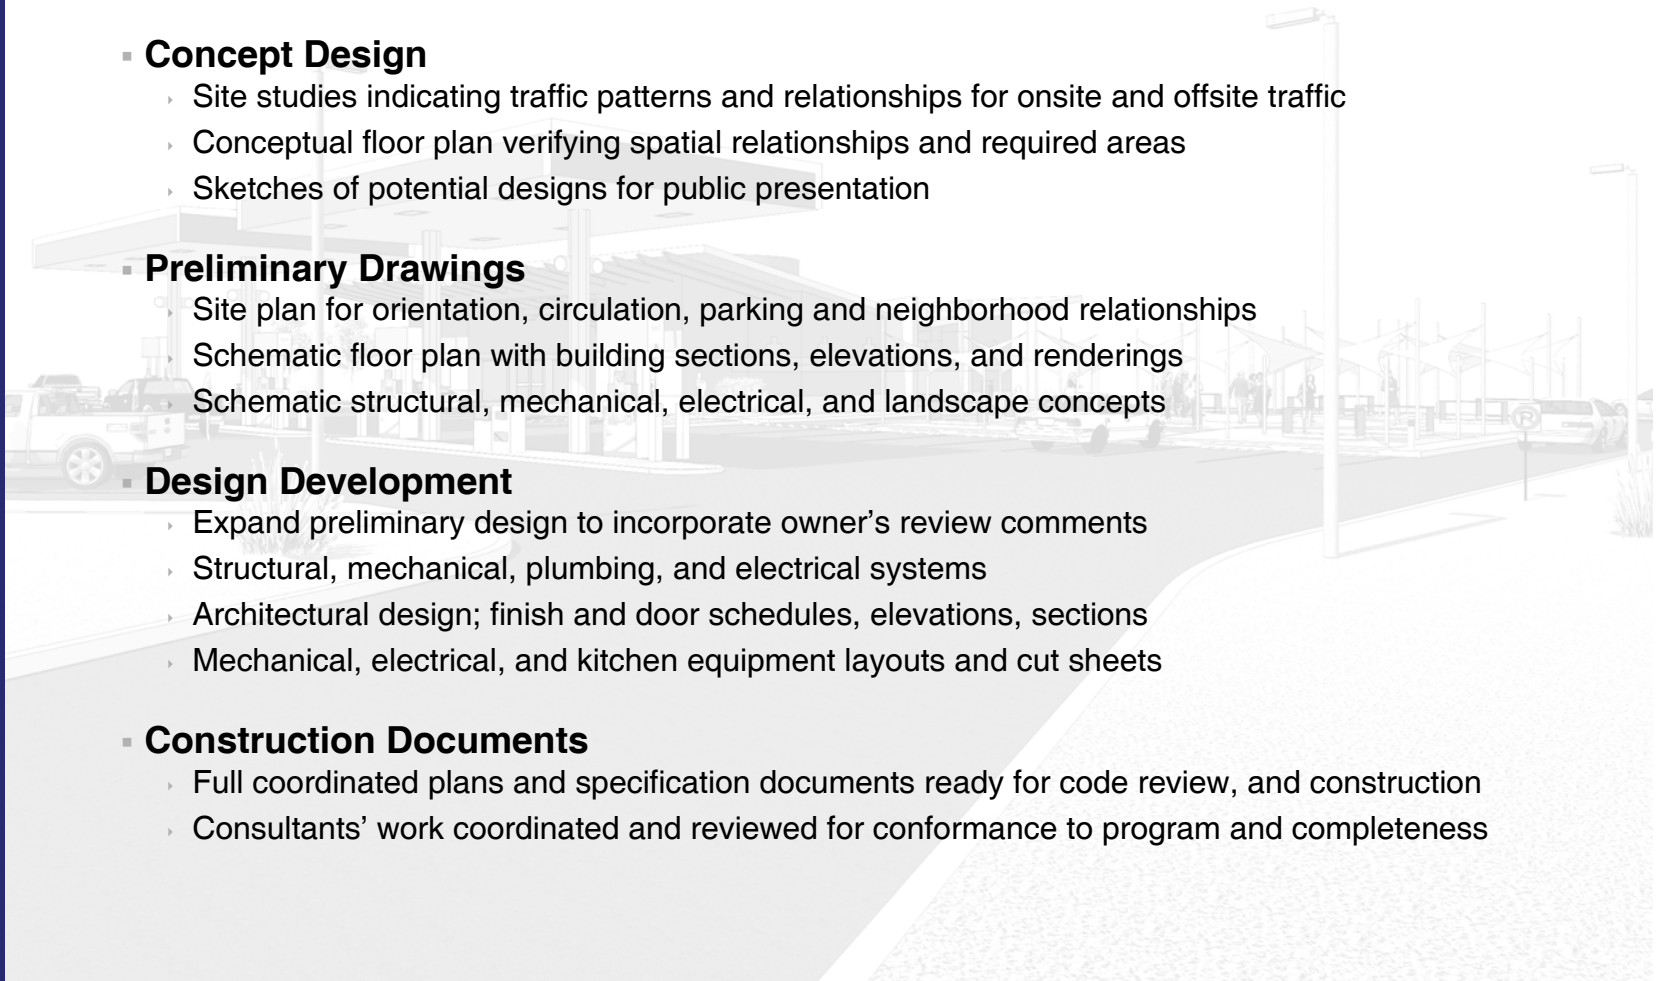 Concept Design
Site studies indicating traffic patterns and relationships for onsite and offsite traffic
Conceptual floor plan verifying spatial relationships and required areas
Sketches of potential designs for public presentation
Preliminary Drawings
Site plan for orientation, circulation, parking and neighborhood relationships
Schematic floor plan with building sections, elevations, and renderings
Schematic structural, mechanical, electrical, and landscape concepts
Design Development
Expand preliminary design to incorporate owner’s review comments
Structural, mechanical, plumbing, and electrical systems
Architectural design; finish and door schedules, elevations, sections
Mechanical, electrical, and kitchen equipment layouts and cut sheets
Construction Documents
Full coordinated plans and specification documents ready for code review, and construction
Consultants’ work coordinated and reviewed for conformance to program and completeness